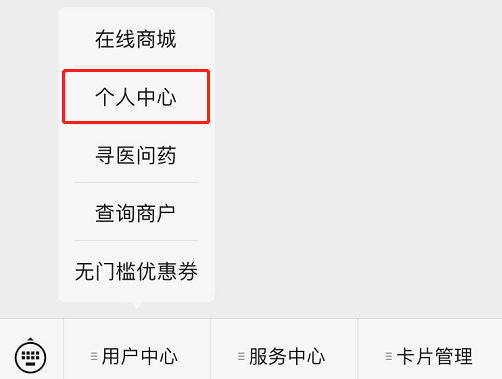 在线商城
个人中心
寻医问药
查询商户
无门槛优惠券
用户中心 服务中心 卡片管理